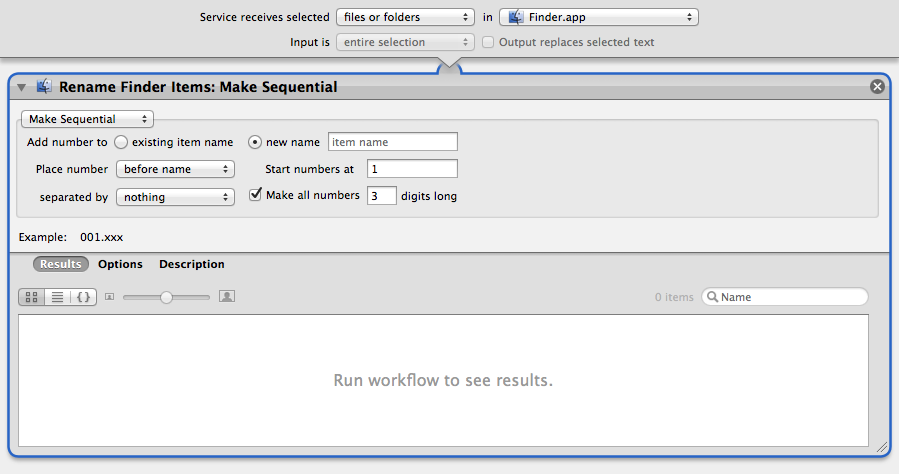 Service receives selected files or folders in Finder.app
Input is entire selection Output replaces selected text
Rename Finder Items: Make Sequential
Make Sequential
Add number to existing item name new name item name
Place number before name Start numbers at 1
separated by nothing Make all numbers 3 digits long
Example: 001.xxx
Results Options Description
0 items Name
Run workflow to see results.